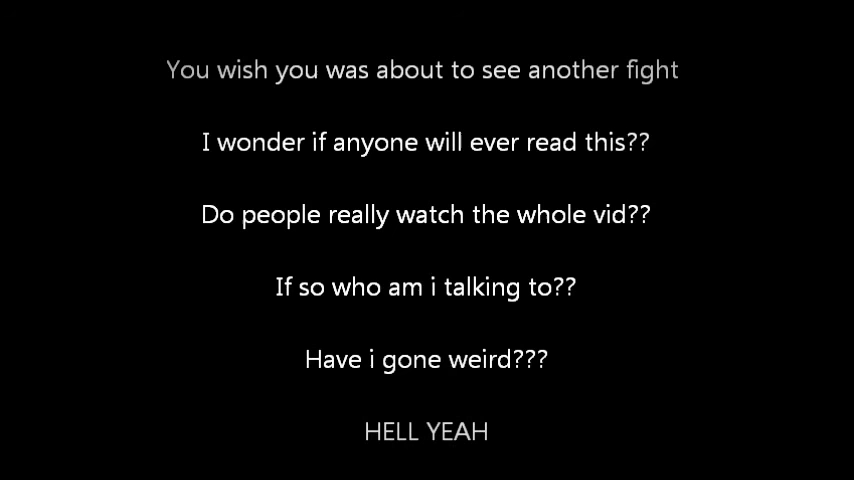 You wish you was about to see another fight
I wonder if anyone will ever read this??
Do people really watch the whole vid??
If so who am i talking to??
Have i gone weird???
HELL YEAH